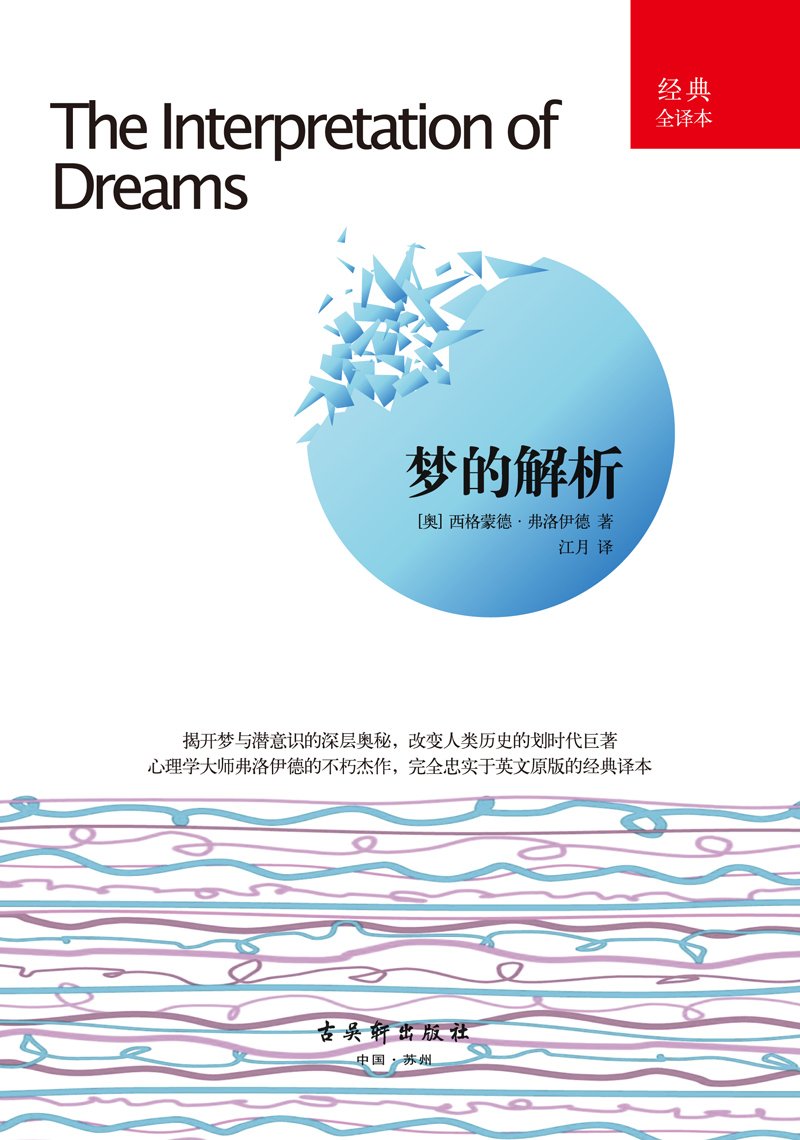 经典
全译本
The Interpretation of
Dreams
梦的解析
[奥] 西格蒙德·弗洛伊德 著
江月 译
揭开梦与潜意识的深层奥秘，改变人类历史的划时代巨著
心理学大师弗洛伊德的不朽杰作，完全忠实于英文原版的经典译本
古吴轩出版社
中国·苏州